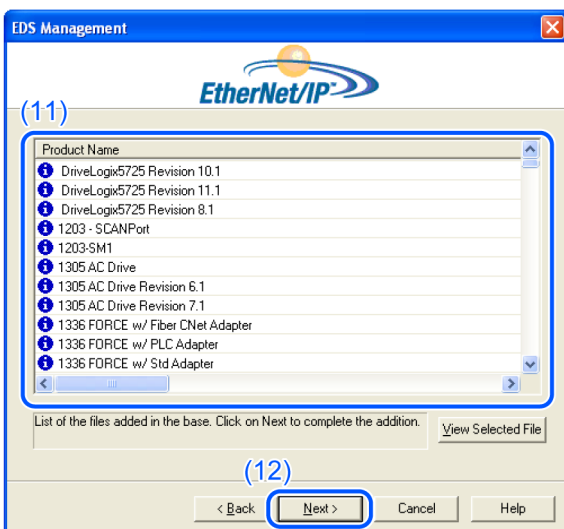 EDS Management
EtherNet/IP
(11)
Product Name
DriveLogix5725 Revision 10.1
DriveLogix5725 Revision 11.1
DriveLogix5725 Revision 8.1
1203 - SCANPort
1203-SM1
1305 AC Drive
1305 AC Drive Revision 6.1
1305 AC Drive Revision 7.1
1336 FORCE w/ Fiber CNet Adapter
1336 FORCE w/ PLC Adapter
1336 FORCE w/ Std Adapter
List of the files added in the base. Click on Next to complete the addition.
View Selected File
(12)
< Back Next > Cancel Help